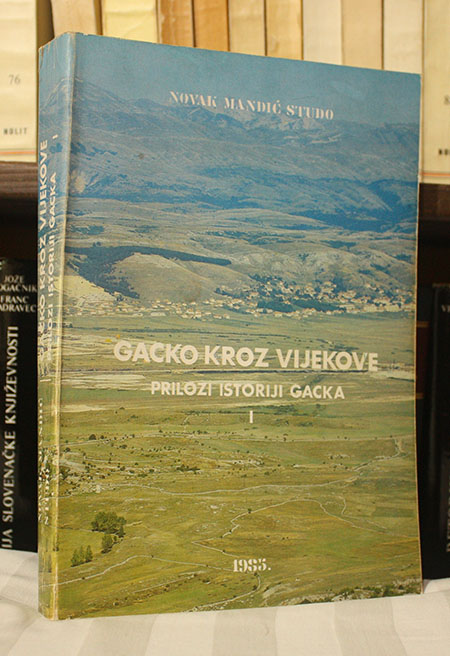 NOVAK MANDIĆ STUDO
GACKO KROZ VIJEKOVE
PRILOZI ISTORIJI GACKA
I
1985.
KROZ VIJEKOVE I
PRILOZI ISTORIJI GACKA
76
NOLIT
JOŽE
FRANC
SLOVENAČKE KNJIŽEVNOSTI